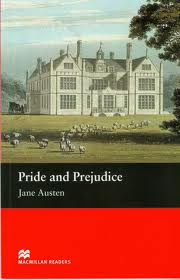 Pride and Prejudice
Jane Austen
MACMILLAN READERS